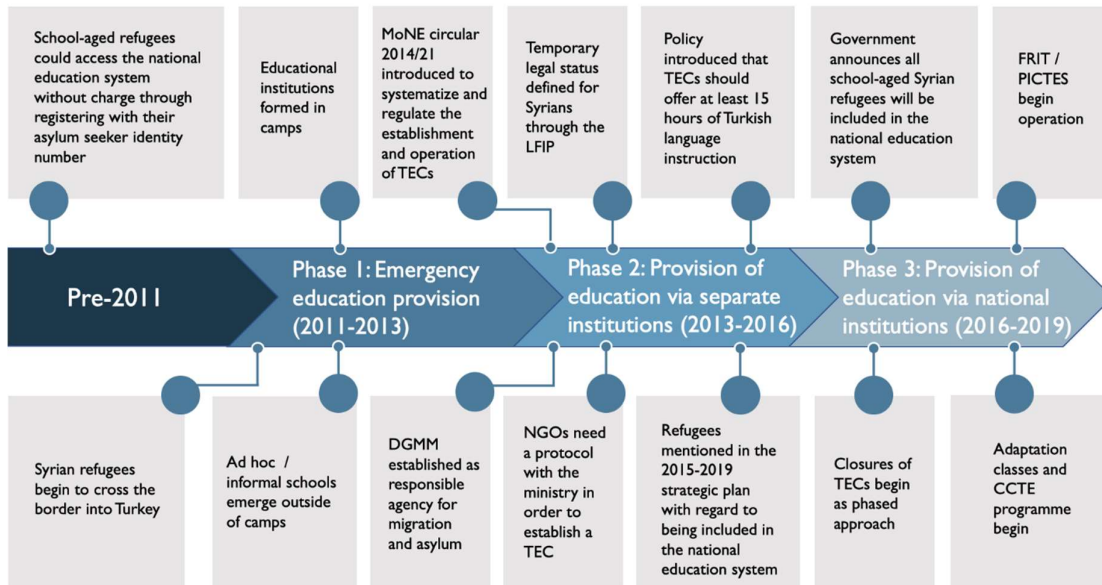 School-aged refugees
could access the national
education system
without charge through
registering with their
asylum seeker identity
number
Educational
institutions
formed in
camps
MoNE circular
2014/21
introduced to
systematize and
regulate the
establishment
and operation
of TECs
Temporary
legal status
defined for
Syrians
through the
LFIP
Policy
introduced that
TECs should
offer at least 15
hours of Turkish
language
instruction
Government
announces all
school-aged Syrian
refugees will be
included in the
national education
system
FRIT /
PICTES
begin
operation
Pre-2011
Phase 1: Emergency
education provision
(2011-2013)
Phase 2: Provision of
education via separate
institutions (2013-2016)
Phase 3: Provision of
education via national
institutions (2016-2019)
Syrian refugees
begin to cross the
border into Turkey
Ad hoc /
informal schools
emerge outside
of camps
DGMM
established as
responsible
agency for
migration
and asylum
NGOs need
a protocol
with the
ministry in
order to
establish a
TEC
Refugees
mentioned in the
2015-2019
strategic plan
with regard to
being included in
the national
education system
Closures of
TECs begin
as phased
approach
Adaptation
classes and
CCTE
programme
begin